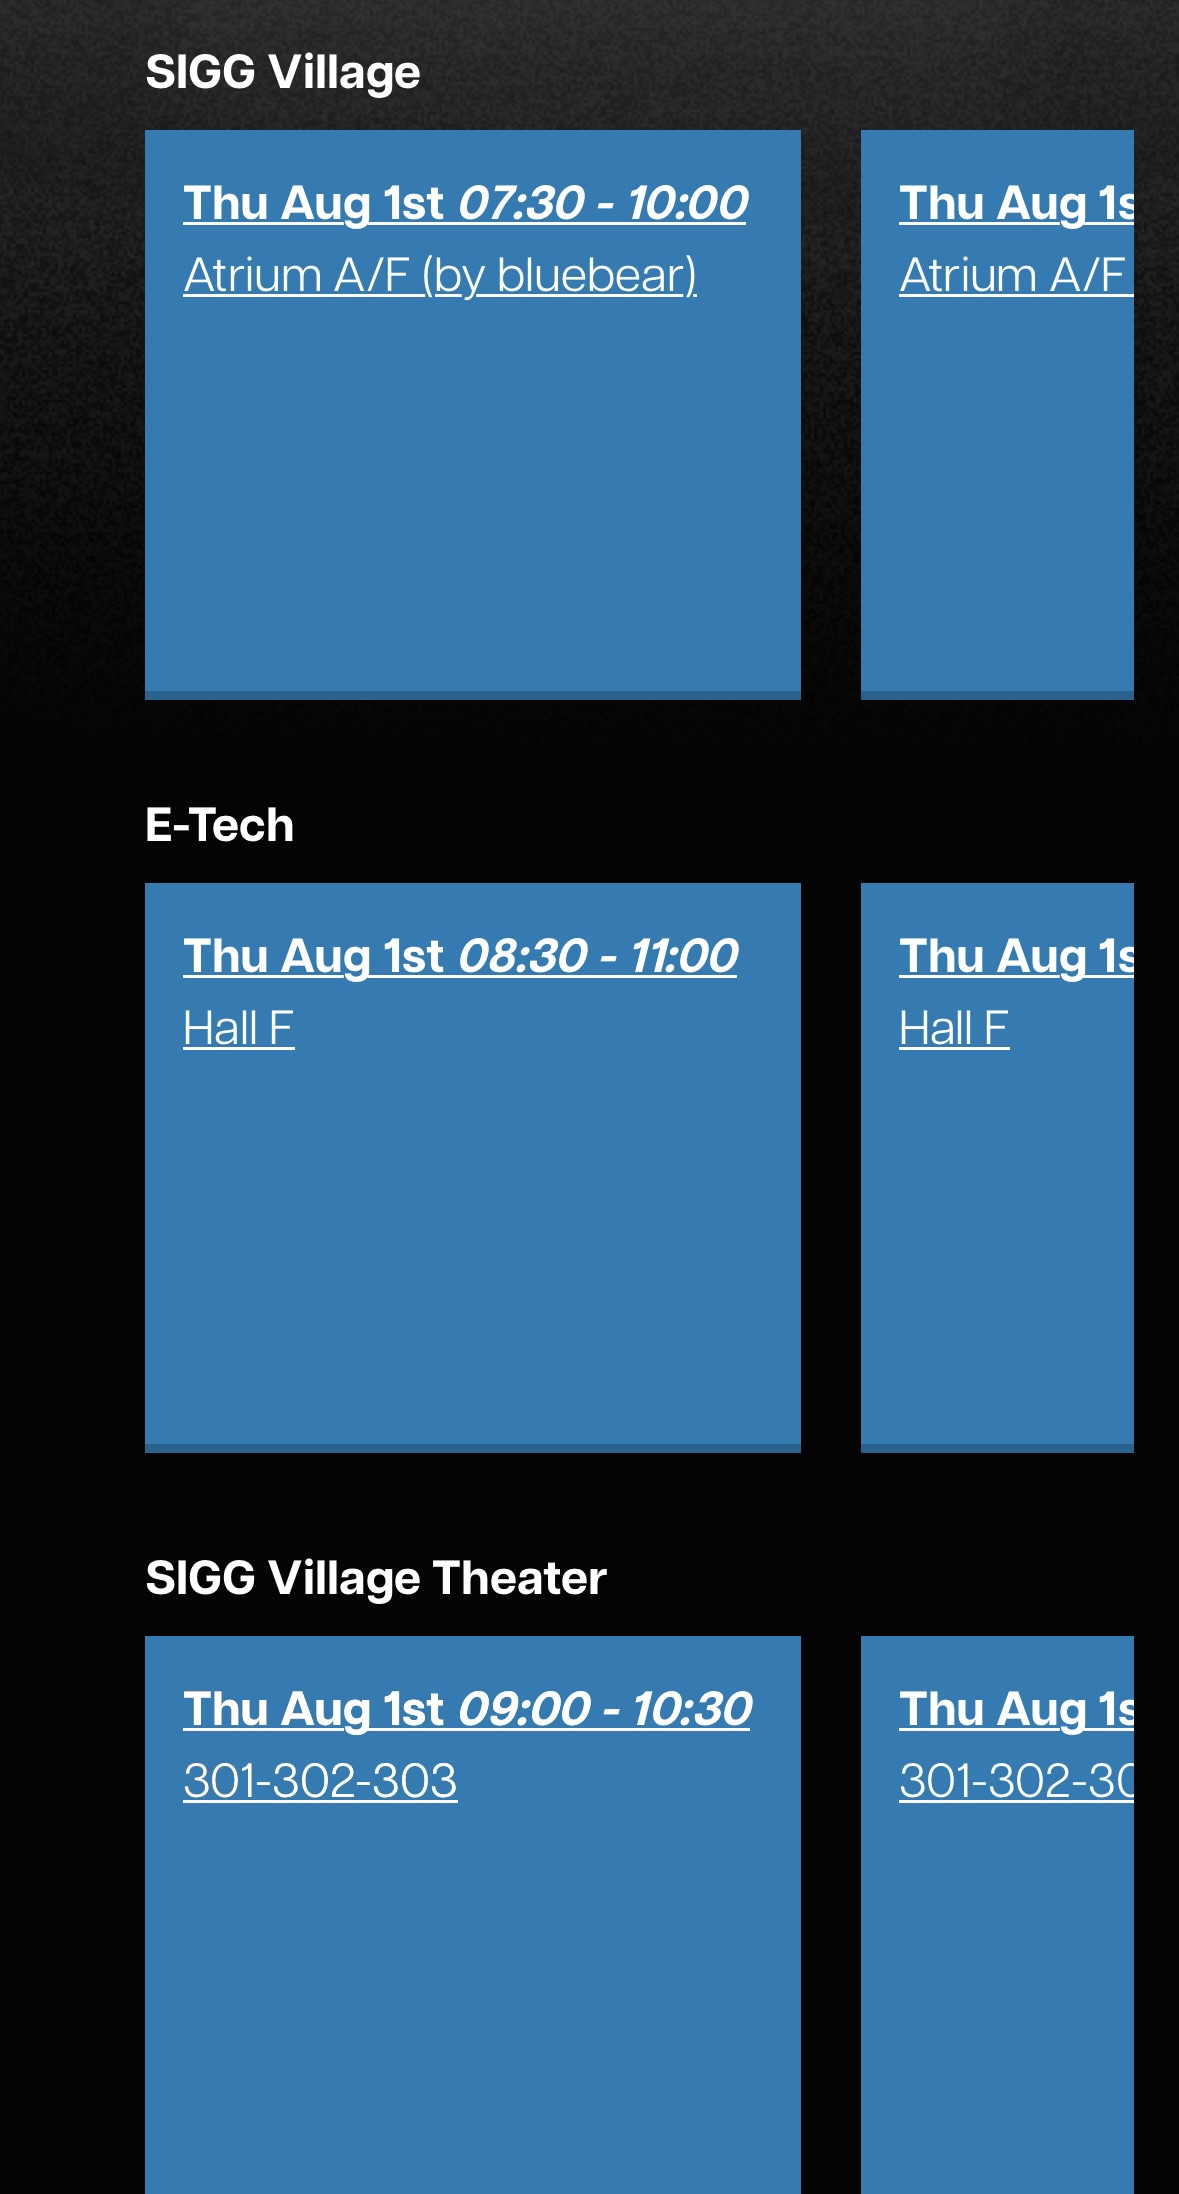 SIGG Village
Thu Aug 1st 07:30 - 10:00
Atrium A/F (by bluebear)
Thu Aug 1s
Atrium A/F
E-Tech
Thu Aug 1st 08:30 - 11:00
Hall F
Thu Aug 1s
Hall F
SIGG Village Theater
Thu Aug 1st 09:00 - 10:30
301-302-303
Thu Aug 1s
301-302-30